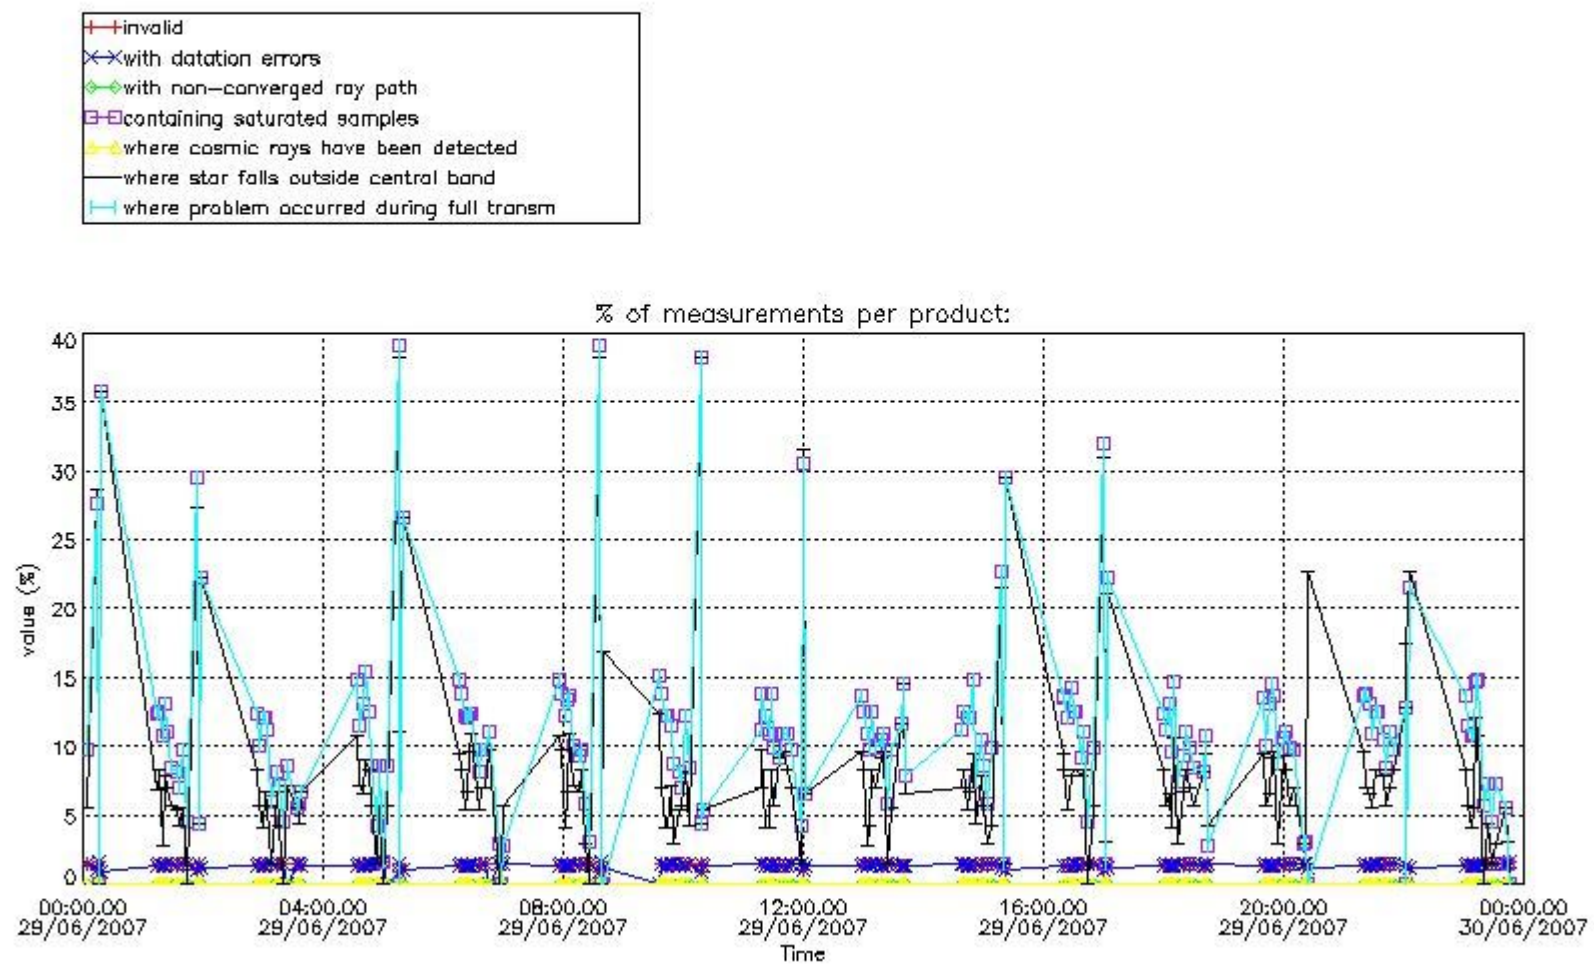 invalid
with datation errors
with non-converged ray path
containing saturated samples
where cosmic rays have been detected
where star falls outside central band
where problem occurred during full transm
% of measurements per product:
40
35
30
25
20
15
10
5
0
value (%)
00:00:00 04:00:00 08:00:00 12:00:00 16:00:00 20:00:00 00:00:00
29/06/2007 29/06/2007 29/06/2007 29/06/2007 29/06/2007 29/06/2007 30/06/2007
Time